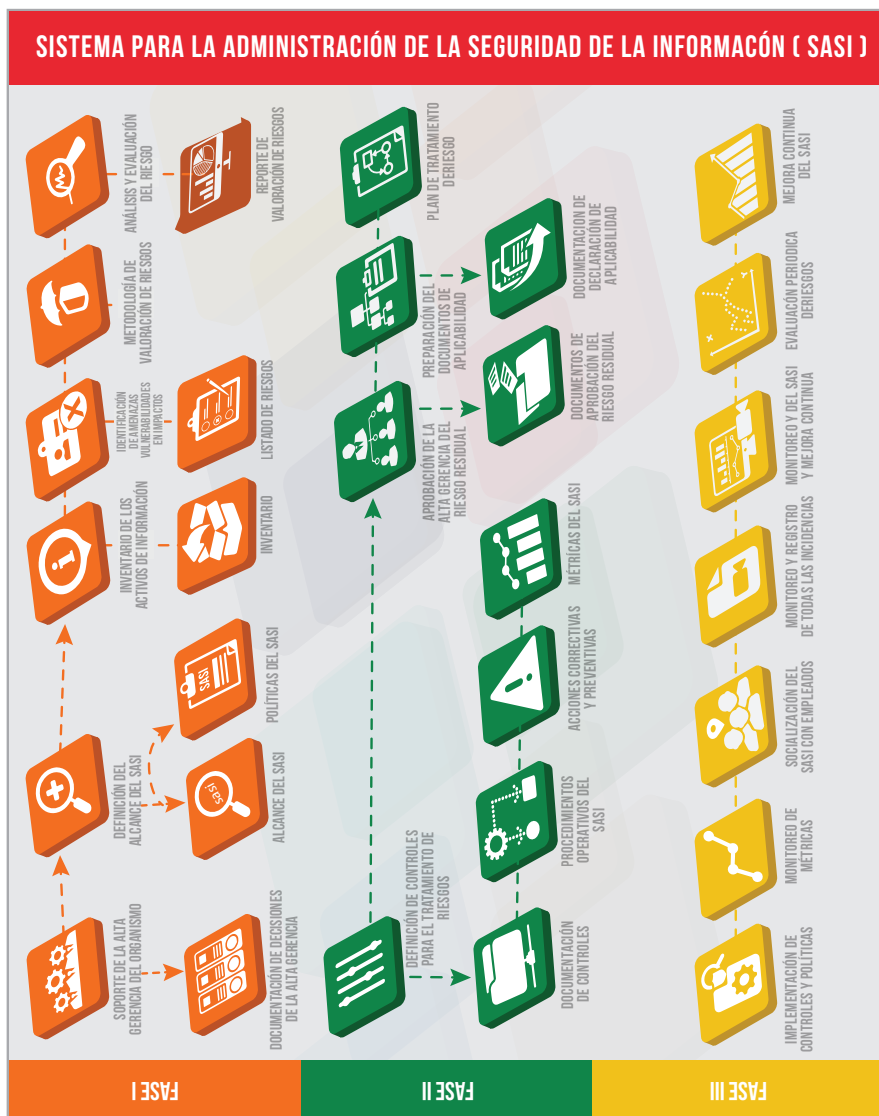 SISTEMA PARA LA ADMINISTRACIÓN DE LA SEGURIDAD DE LA INFORMACÓN ( SASI )
FASE I
SOPORTE DE LA ALTA
GERENCIA DEL ORGANISMO
DOCUMENTACIÓN DE DECISIONES
DE LA ALTA GERENCIA
DEFINICIÓN DEL
ALCANCE DEL SASI
sasi
ALCANCE DEL SASI
SASI
POLÍTICAS DEL SASI
INVENTARIO DE LOS
ACTIVOS DE INFORMACIÓN
INVENTARIO
IDENTIFICACIÓN
DE AMENAZAS
VULNERABILIDADES
EN IMPACTOS
LISTADO DE RIESGOS
METODOLOGÍA DE
VALORACIÓN DE RIESGOS
ANÁLISIS Y EVALUACIÓN
DEL RIESGO
REPORTE DE
VALORACIÓN DE RIESGOS
FASE II
DEFINICIÓN DE CONTROLES
PARA EL TRATAMIENTO DE
RIESGOS
DOCUMENTACIÓN
DE CONTROLES
PROCEDIMIENTOS
OPERATIVOS DEL
SASI
ACCIONES CORRECTIVAS
Y PREVENTIVAS
MÉTRICAS DEL SASI
APROBACIÓN DE LA
ALTA GERENCIA DEL
RIESGO RESIDUAL
DOCUMENTOS DE
APROBACIÓN DEL
RIESGO RESIDUAL
PREPARACIÓN DEL
DOCUMENTOS DE
APLICABILIDAD
DOCUMENTACION DE
DECLARACIÓN DE
APLICABILIDAD
PLAN DE TRATAMIENTO
DERIESGO
FASE III
IMPLEMENTACIÓN DE
CONTROLES Y POLÍTICAS
MONITOREO DE
MÉTRICAS
SOCIALIZACIÓN DEL
SASI CON EMPLEADOS
MONITOREO Y REGISTRO
DE TODAS LAS INCIDENCIAS
MONITOREO Y DEL SASI
Y MEJORA CONTINUA
EVALUACÓN PERIODICA
DERIESGOS
MEJORA CONTINUA
DEL SASI